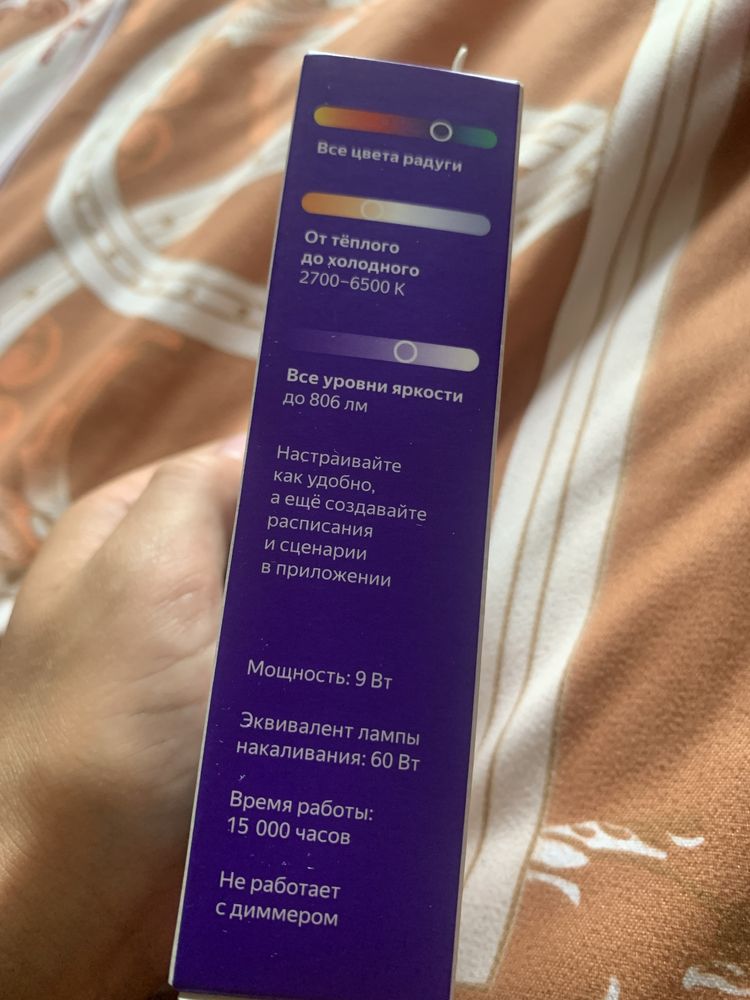 Все цвета радуги
От тёплого
до холодного
2700–6500 К
Все уровни яркости
до 806 лм
Настраивайте
как удобно,
а ещё создавайте
расписания
и сценарии
в приложении
Мощность: 9 Вт
Эквивалент лампы
накаливания: 60 Вт
Время работы:
15 000 часов
Не работает
с диммером